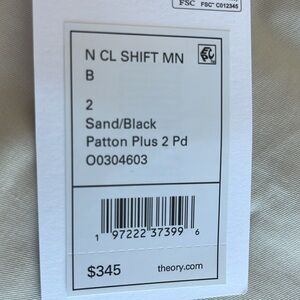 FSC FSC™ C012345
N CL SHIFT MN
B
2
Sand/Black
Patton Plus 2 Pd
O0304603
1 97222 37399 6
$345 theory.com